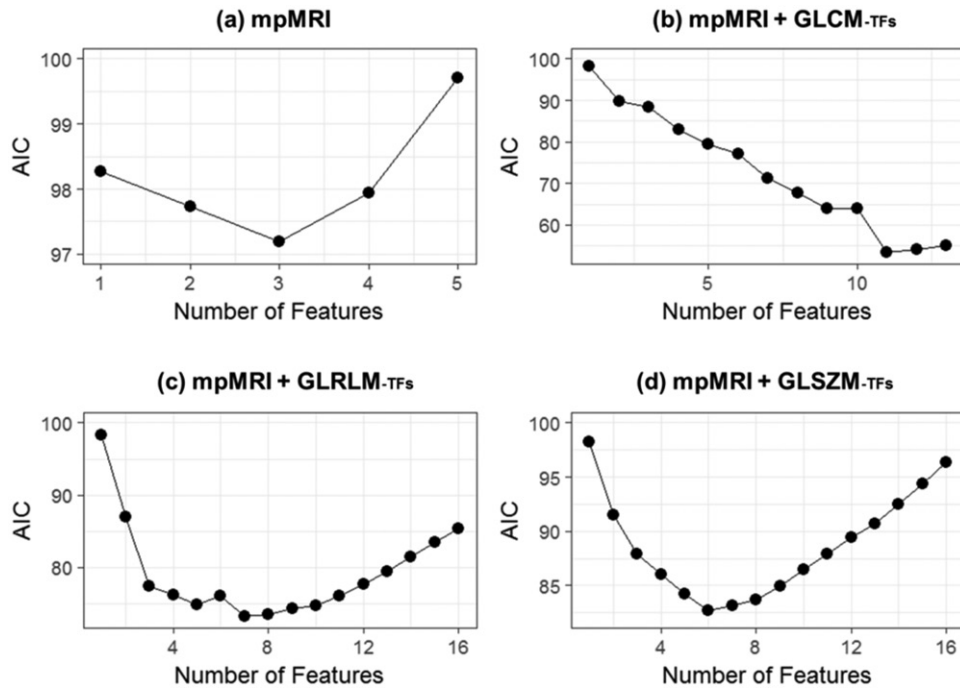 (a) mpMRI
100
99
98
97
AIC
1 2 3 4 5
Number of Features
(b) mpMRI + GLCM-TFs
100
90
80
70
60
AIC
5 10
Number of Features
(c) mpMRI + GLRLM-TFs
100
90
80
AIC
4 8 12 16
Number of Features
(d) mpMRI + GLSZM-TFs
100
95
90
85
AIC
4 8 12 16
Number of Features